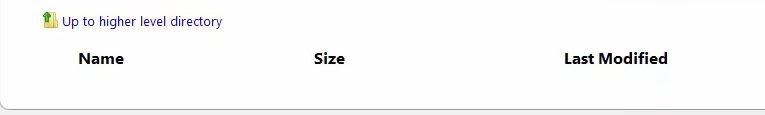 Up to higher level directory
Name Size Last Modified